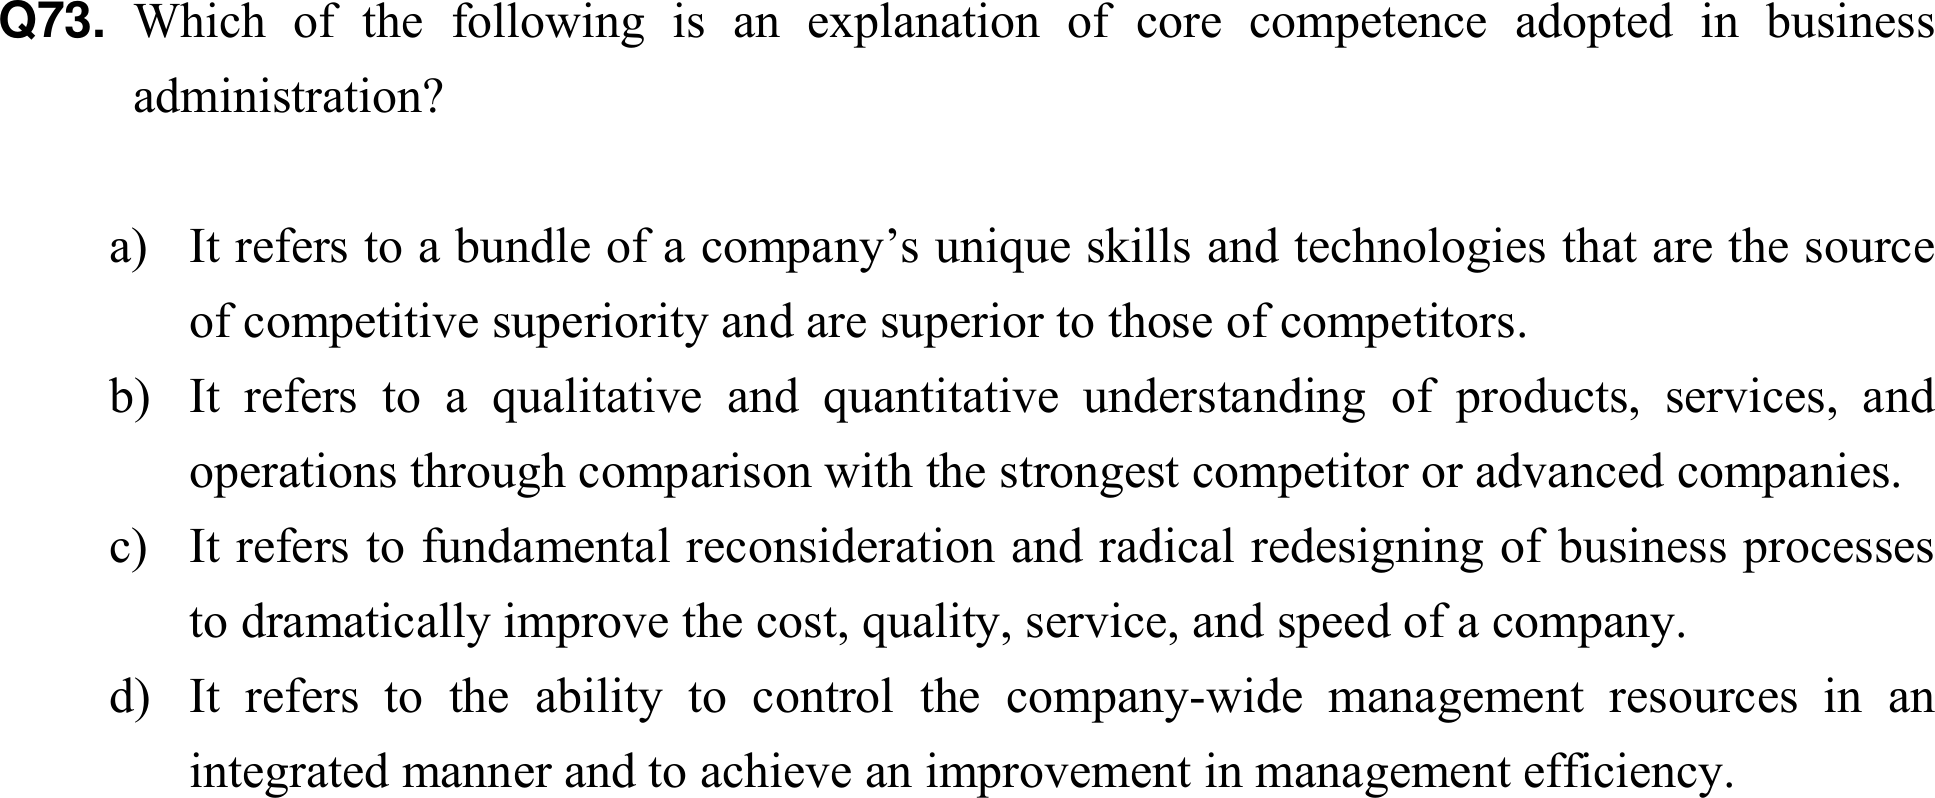 Q73. Which of the following is an explanation of core competence adopted in business
administration?
a) It refers to a bundle of a company’s unique skills and technologies that are the source
of competitive superiority and are superior to those of competitors.
b) It refers to a qualitative and quantitative understanding of products, services, and
operations through comparison with the strongest competitor or advanced companies.
c) It refers to fundamental reconsideration and radical redesigning of business processes
to dramatically improve the cost, quality, service, and speed of a company.
d) It refers to the ability to control the company-wide management resources in an
integrated manner and to achieve an improvement in management efficiency.